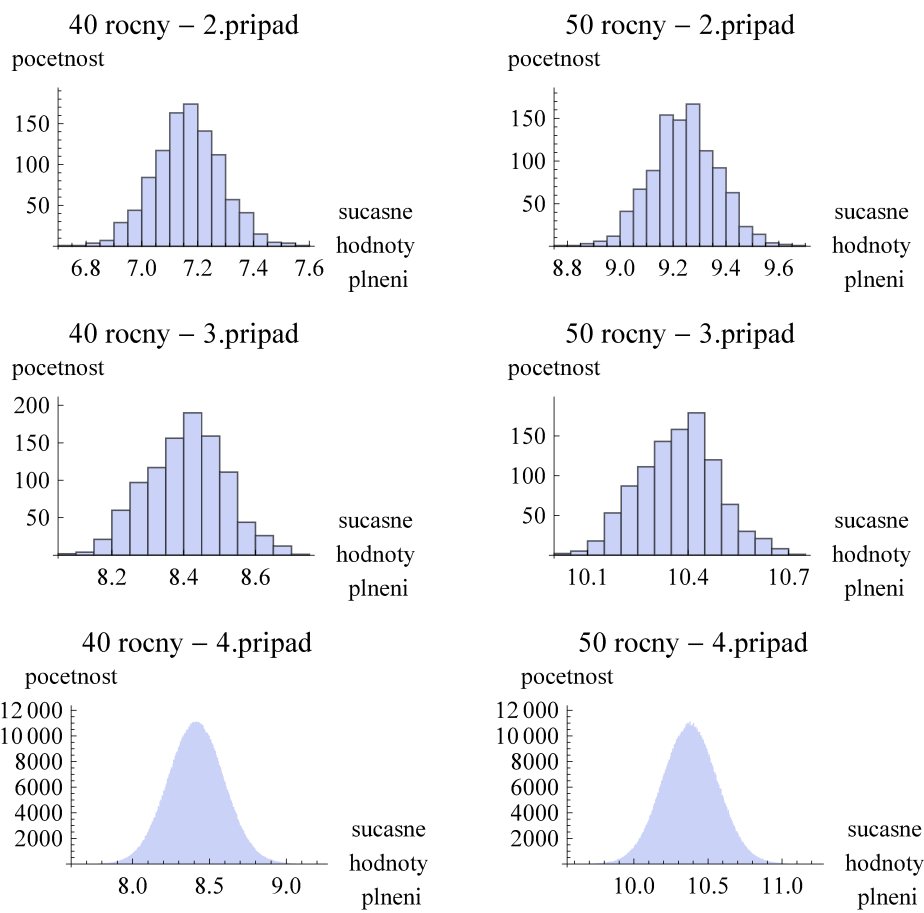 40 rocny − 2.pripad
pocetnost
150
100
50
6.8 7.0 7.2 7.4 7.6
sucasne
hodnoty
plneni
50 rocny − 2.pripad
pocetnost
150
100
50
8.8 9.0 9.2 9.4 9.6
sucasne
hodnoty
plneni
40 rocny − 3.pripad
pocetnost
200
150
100
50
8.2 8.4 8.6
sucasne
hodnoty
plneni
50 rocny − 3.pripad
pocetnost
150
100
50
10.1 10.4 10.7
sucasne
hodnoty
plneni
40 rocny − 4.pripad
pocetnost
12 000
10 000
8000
6000
4000
2000
8.0 8.5 9.0
sucasne
hodnoty
plneni
50 rocny − 4.pripad
pocetnost
12 000
10 000
8000
6000
4000
2000
10.0 10.5 11.0
sucasne
hodnoty
plneni